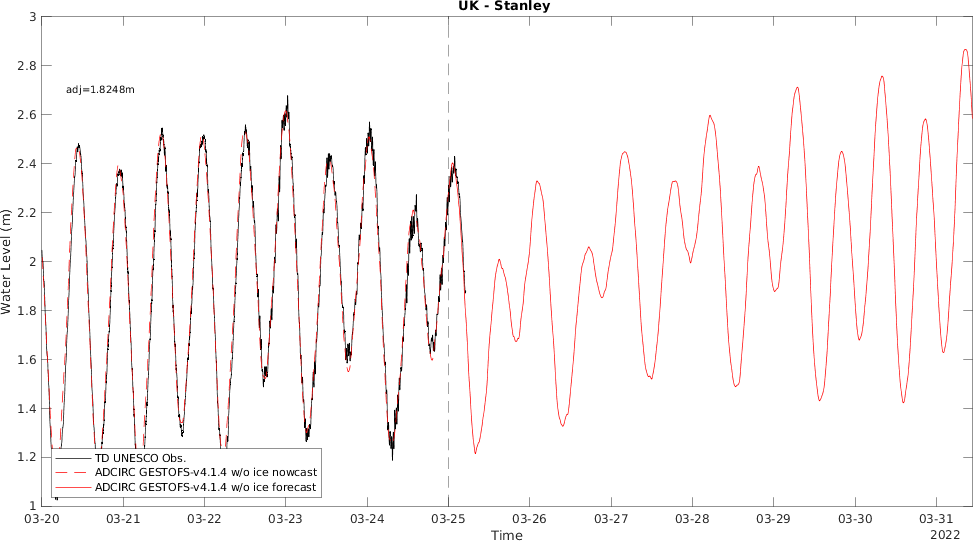 UK - Stanley
3
2.8
adj=1.8248m
2.6
2.4
2.2
2
1.8
1.6
1.4
1.2
1
Water Level (m)
TD UNESCO Obs.
ADCIRC GESTOFS-v4.1.4 w/o ice nowcast
ADCIRC GESTOFS-v4.1.4 w/o ice forecast
03-20 03-21 03-22 03-23 03-24 03-25 03-26 03-27 03-28 03-29 03-30 03-31
Time
2022